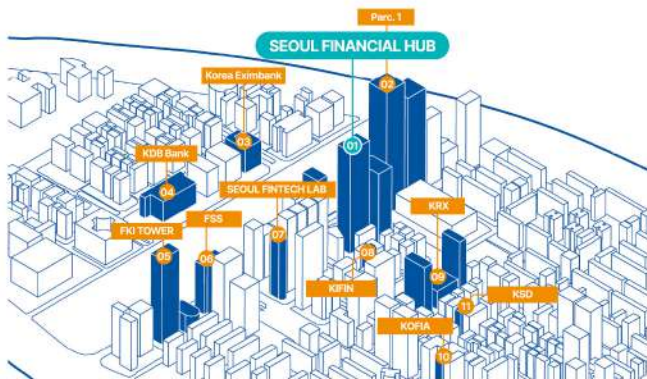 Parc. 1
SEOUL FINANCIAL HUB
02
Korea Eximbank
03
01
KDB Bank
04
SEOUL FINTECH LAB
FSS
KRX
FKI TOWER
07
05
06
08
09
KIFIN
KSD
11
KOFIA
10